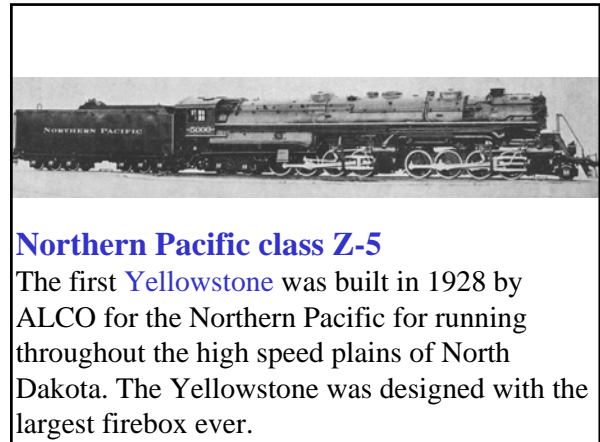 NORTHERN PACIFIC
5000
Northern Pacific class Z-5
The first Yellowstone was built in 1928 by
ALCO for the Northern Pacific for running
throughout the high speed plains of North
Dakota. The Yellowstone was designed with the
largest firebox ever.